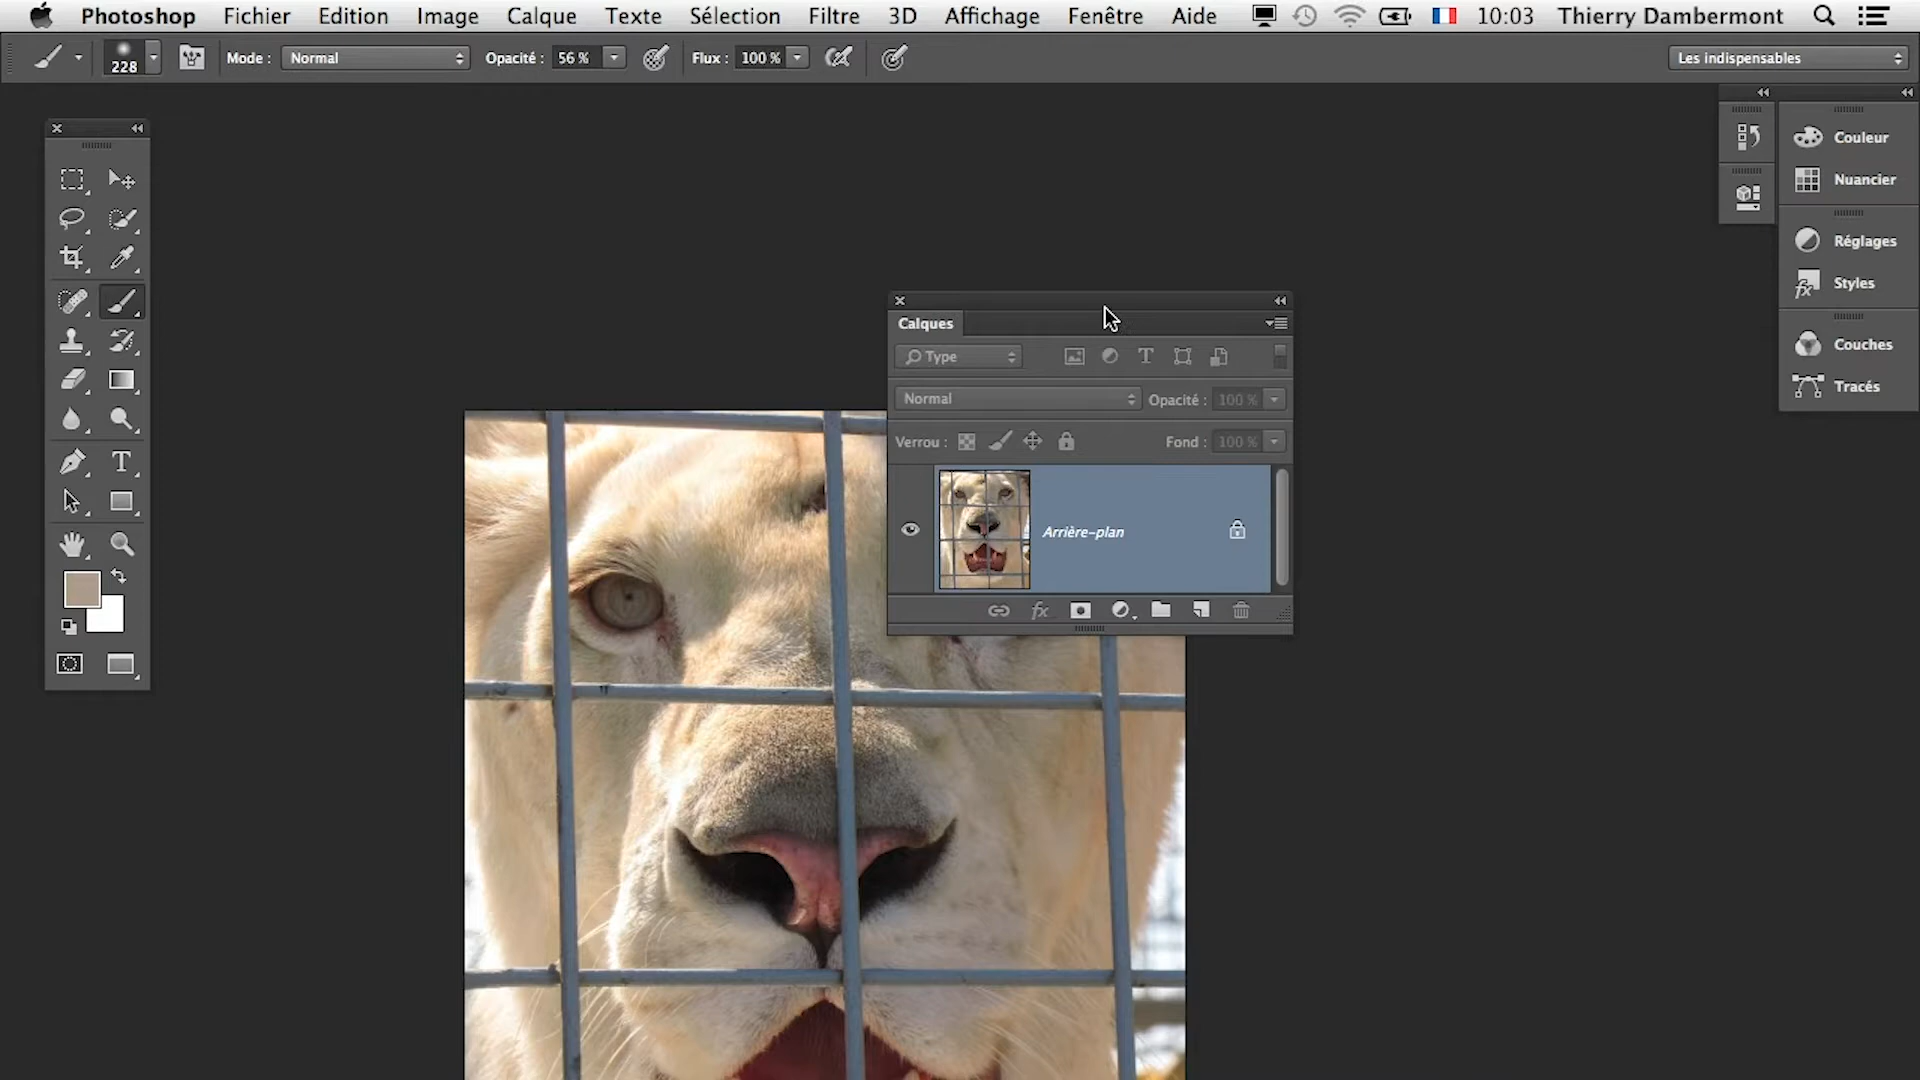 Photoshop Fichier Edition Image Calque Texte Sélection Filtre 3D Affichage Fenêtre Aide 10:03 Thierry Dambermont
228 Mode : Normal Opacité : 56 % Flux : 100 % Les indispensables
Couleur
Nuancier
Réglages
Styles
Couches
Tracés
Calques
Type
Normal Opacité : 100 %
Verrou : Fond : 100 %
Arrière-plan
fx